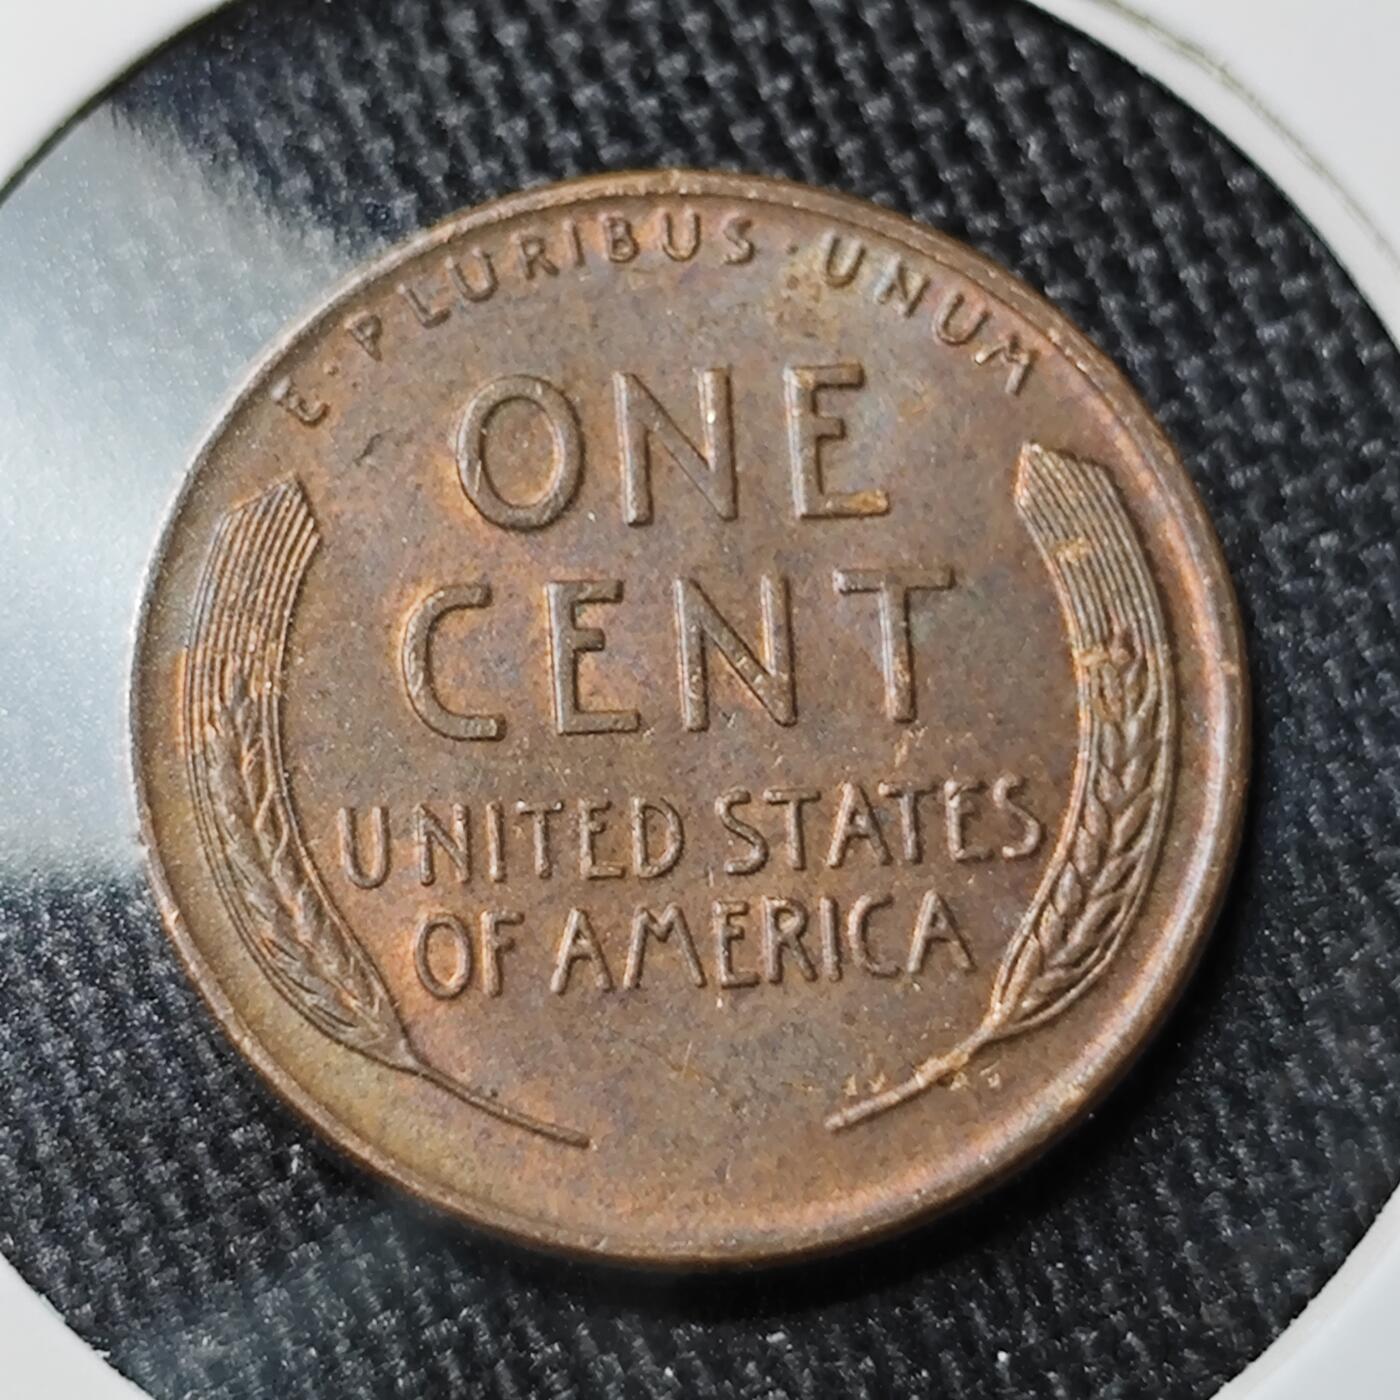 E·PLURIBUS·UNUM
ONE
CENT
UNITED STATES
OF AMERICA